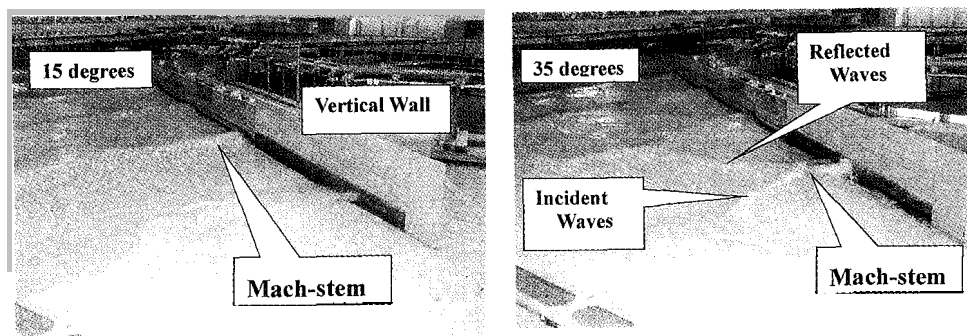 15 degrees
Vertical Wall
Mach-stem
35 degrees
Reflected
Waves
Incident
Waves
Mach-stem